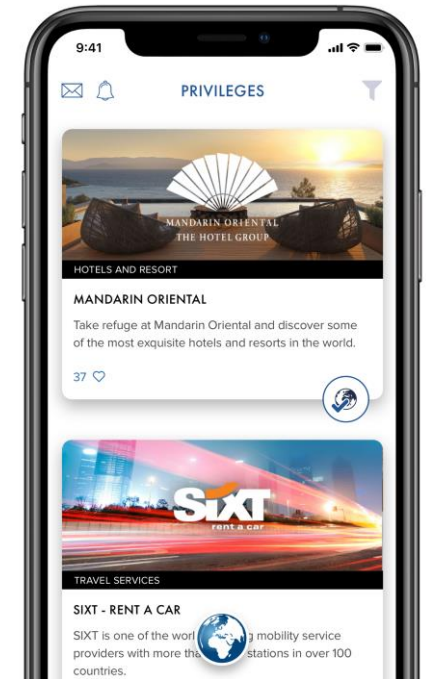 9:41
PRIVILEGES
MANDARIN ORIENTAL
THE HOTEL GROUP
HOTELS AND RESORT
MANDARIN ORIENTAL
Take refuge at Mandarin Oriental and discover some
of the most exquisite hotels and resorts in the world.
37
SIXT
rent a car
TRAVEL SERVICES
SIXT - RENT A CAR
SIXT is one of the mobility service
providers with more stations in over 100
countries.